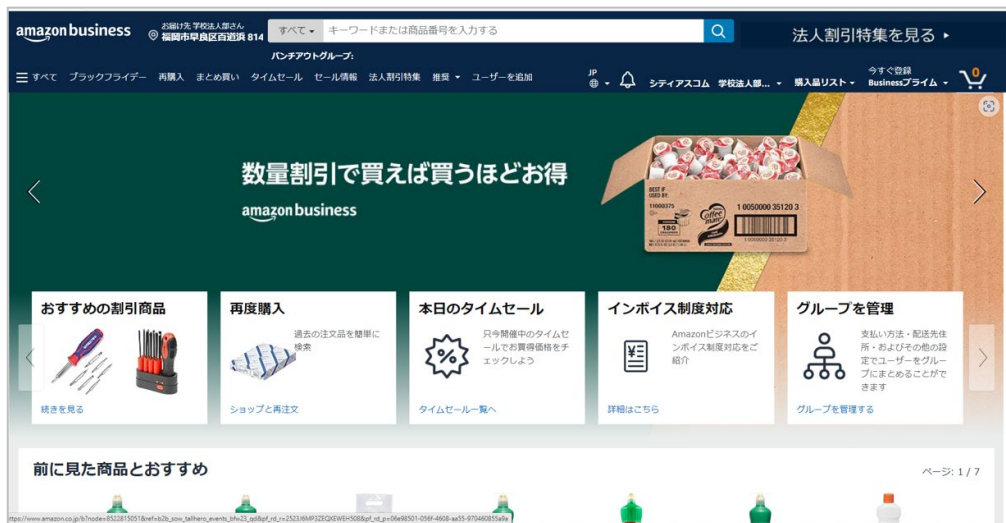 amazon business
お届け先 学校法人部さん
福岡市早良区百道浜 814
すべて
キーワードまたは商品番号を入力する
法人割引特集を見る
パンチアウトグループ:
すべて ブラックフライデー 再購入 まとめ買い タイムセール セール情報 法人割引特集 推奨 ユーザーを追加
JP
シティアスコム 学校法人部... 購入品リスト
今すぐ登録
Businessプライム
0
数量割引で買えば買うほどお得
amazon business
BEST IF
USED BY:
11000375
180
Coffee
mate
1 0050000 35120 3
おすすめの割引商品
続きを見る
再度購入
過去の注文品を簡単に
検索
ショップと再注文
本日のタイムセール
只今開催中のタイムセ
ールでお買得価格をチ
ェックしよう
タイムセール一覧へ
インボイス制度対応
Amazonビジネスのイ
ンボイス制度対応をご
紹介
詳細はこちら
グループを管理
支払い方法・配送先住
所・およびその他の設
定でユーザーをグルー
プにまとめることがで
きます
グループを管理する
前に見た商品とおすすめ
ページ: 1 / 7